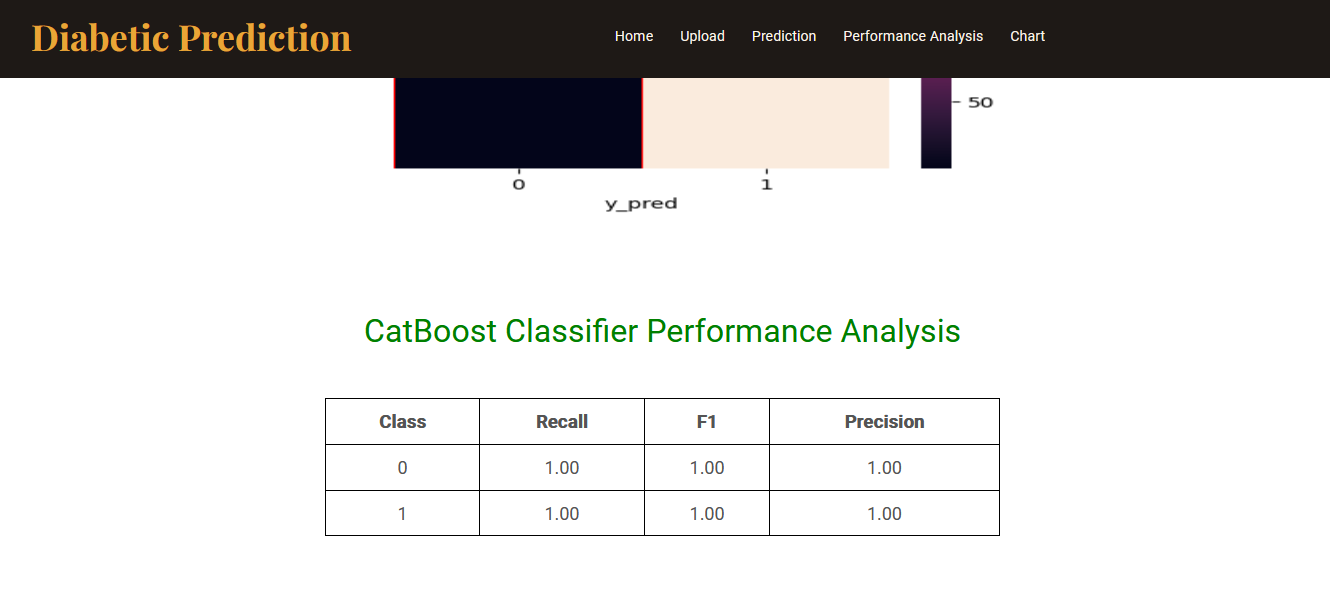 Diabetic Prediction
Home Upload Prediction Performance Analysis Chart
50
0 1
y_pred
CatBoost Classifier Performance Analysis
Class Recall F1 Precision
0 1.00 1.00 1.00
1 1.00 1.00 1.00